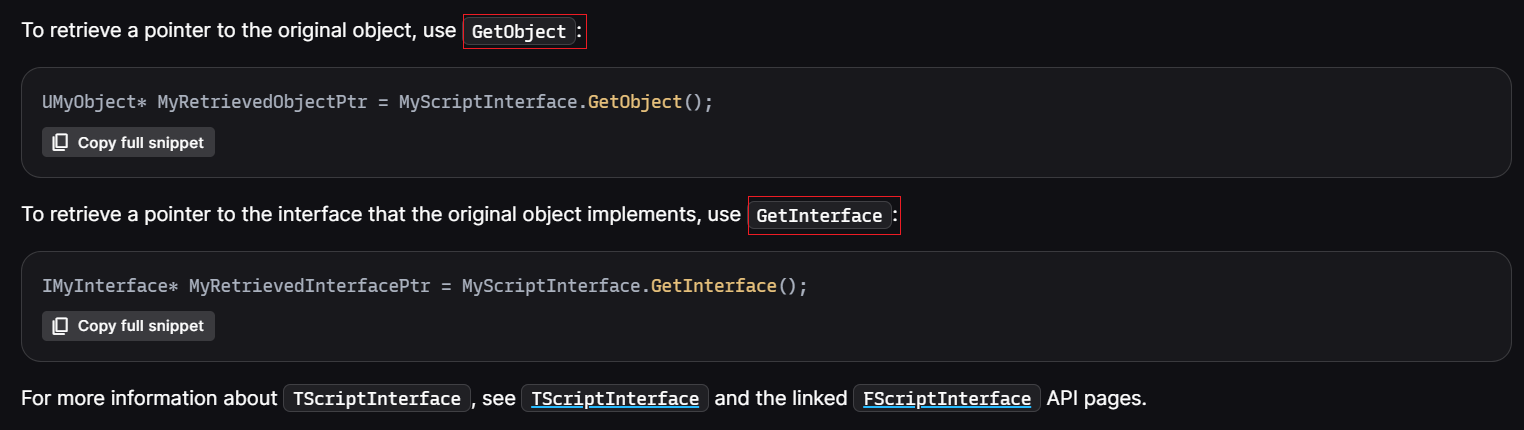 To retrieve a pointer to the original object, use GetObject:
UMyObject* MyRetrievedObjectPtr = MyScriptInterface.GetObject();
Copy full snippet
To retrieve a pointer to the interface that the original object implements, use GetInterface:
IMyInterface* MyRetrievedInterfacePtr = MyScriptInterface.GetInterface();
Copy full snippet
For more information about TScriptInterface, see TScriptInterface and the linked FScriptInterface API pages.